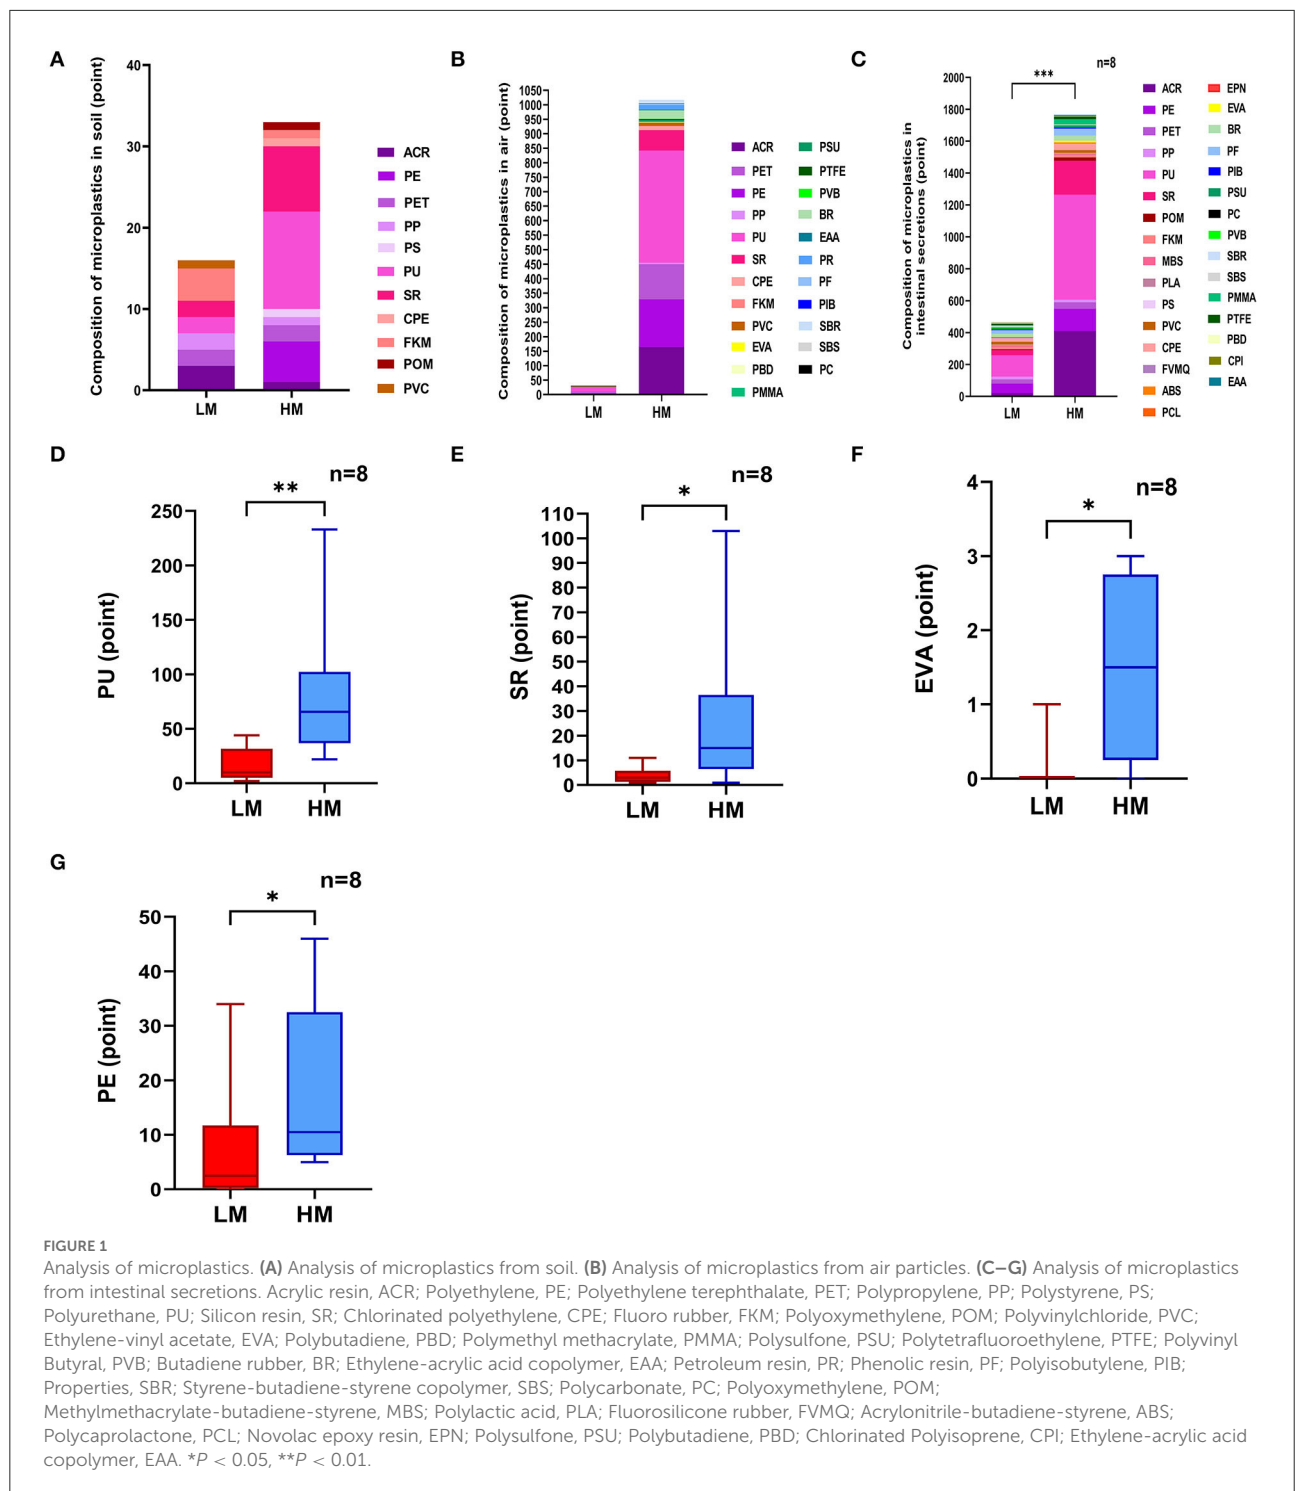 A
Composition of microplastics in soil (point)
40
30
20
10
0
LM
HM
ACR
PE
PET
PP
PS
PU
SR
CPE
FKM
POM
PVC
B
Composition of microplastics in air (point)
1050
1000
950
900
850
800
750
700
650
600
550
500
450
400
350
300
250
200
150
100
50
0
LM
HM
ACR
PET
PE
PP
PU
SR
CPE
FKM
PVC
EVA
PBD
PMMA
PSU
PTFE
PVB
BR
EAA
PR
PF
PIB
SBR
SBS
PC
C
n=8
***
Composition of microplastics in
intestinal secretions (point)
2000
1800
1600
1400
1200
1000
800
600
400
200
0
LM
HM
ACR
PE
PET
PP
PU
SR
POM
FKM
MBS
PLA
PS
PVC
CPE
FVMQ
ABS
PCL
EPN
EVA
BR
PF
PIB
PSU
PC
PVB
SBR
SBS
PMMA
PTFE
PBD
CPI
EAA
D
n=8
**
PU (point)
250
200
150
100
50
0
LM
HM
E
n=8
*
SR (point)
110
100
90
80
70
60
50
40
30
20
10
0
LM
HM
F
n=8
*
EVA (point)
4
3
2
1
0
LM
HM
G
n=8
*
PE (point)
50
40
30
20
10
0
LM
HM
FIGURE 1
Analysis of microplastics. (A) Analysis of microplastics from soil. (B) Analysis of microplastics from air particles. (C–G) Analysis of microplastics
from intestinal secretions. Acrylic resin, ACR; Polyethylene, PE; Polyethylene terephthalate, PET; Polypropylene, PP; Polystyrene, PS;
Polyurethane, PU; Silicon resin, SR; Chlorinated polyethylene, CPE; Fluoro rubber, FKM; Polyoxymethylene, POM; Polyvinylchloride, PVC;
Ethylene-vinyl acetate, EVA; Polybutadiene, PBD; Polymethyl methacrylate, PMMA; Polysulfone, PSU; Polytetrafluoroethylene, PTFE; Polyvinyl
Butyral, PVB; Butadiene rubber, BR; Ethylene-acrylic acid copolymer, EAA; Petroleum resin, PR; Phenolic resin, PF; Polyisobutylene, PIB;
Properties, SBR; Styrene-butadiene-styrene copolymer, SBS; Polycarbonate, PC; Polyoxymethylene, POM;
Methylmethacrylate-butadiene-styrene, MBS; Polylactic acid, PLA; Fluorosilicone rubber, FVMQ; Acrylonitrile-butadiene-styrene, ABS;
Polycaprolactone, PCL; Novolac epoxy resin, EPN; Polysulfone, PSU; Polybutadiene, PBD; Chlorinated Polyisoprene, CPI; Ethylene-acrylic acid
copolymer, EAA. *P < 0.05, **P < 0.01.